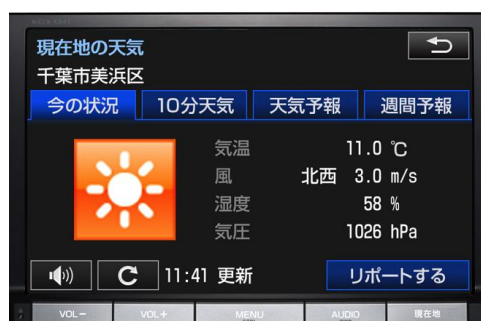 現在地の天気
千葉市美浜区
今の状況 10分天気 天気予報 週間予報
気温 11.0 ℃
風 北西 3.0 m/s
湿度 58 %
気圧 1026 hPa
11:41 更新 リポートする
VOL− VOL+ MENU AUDIO 現在地